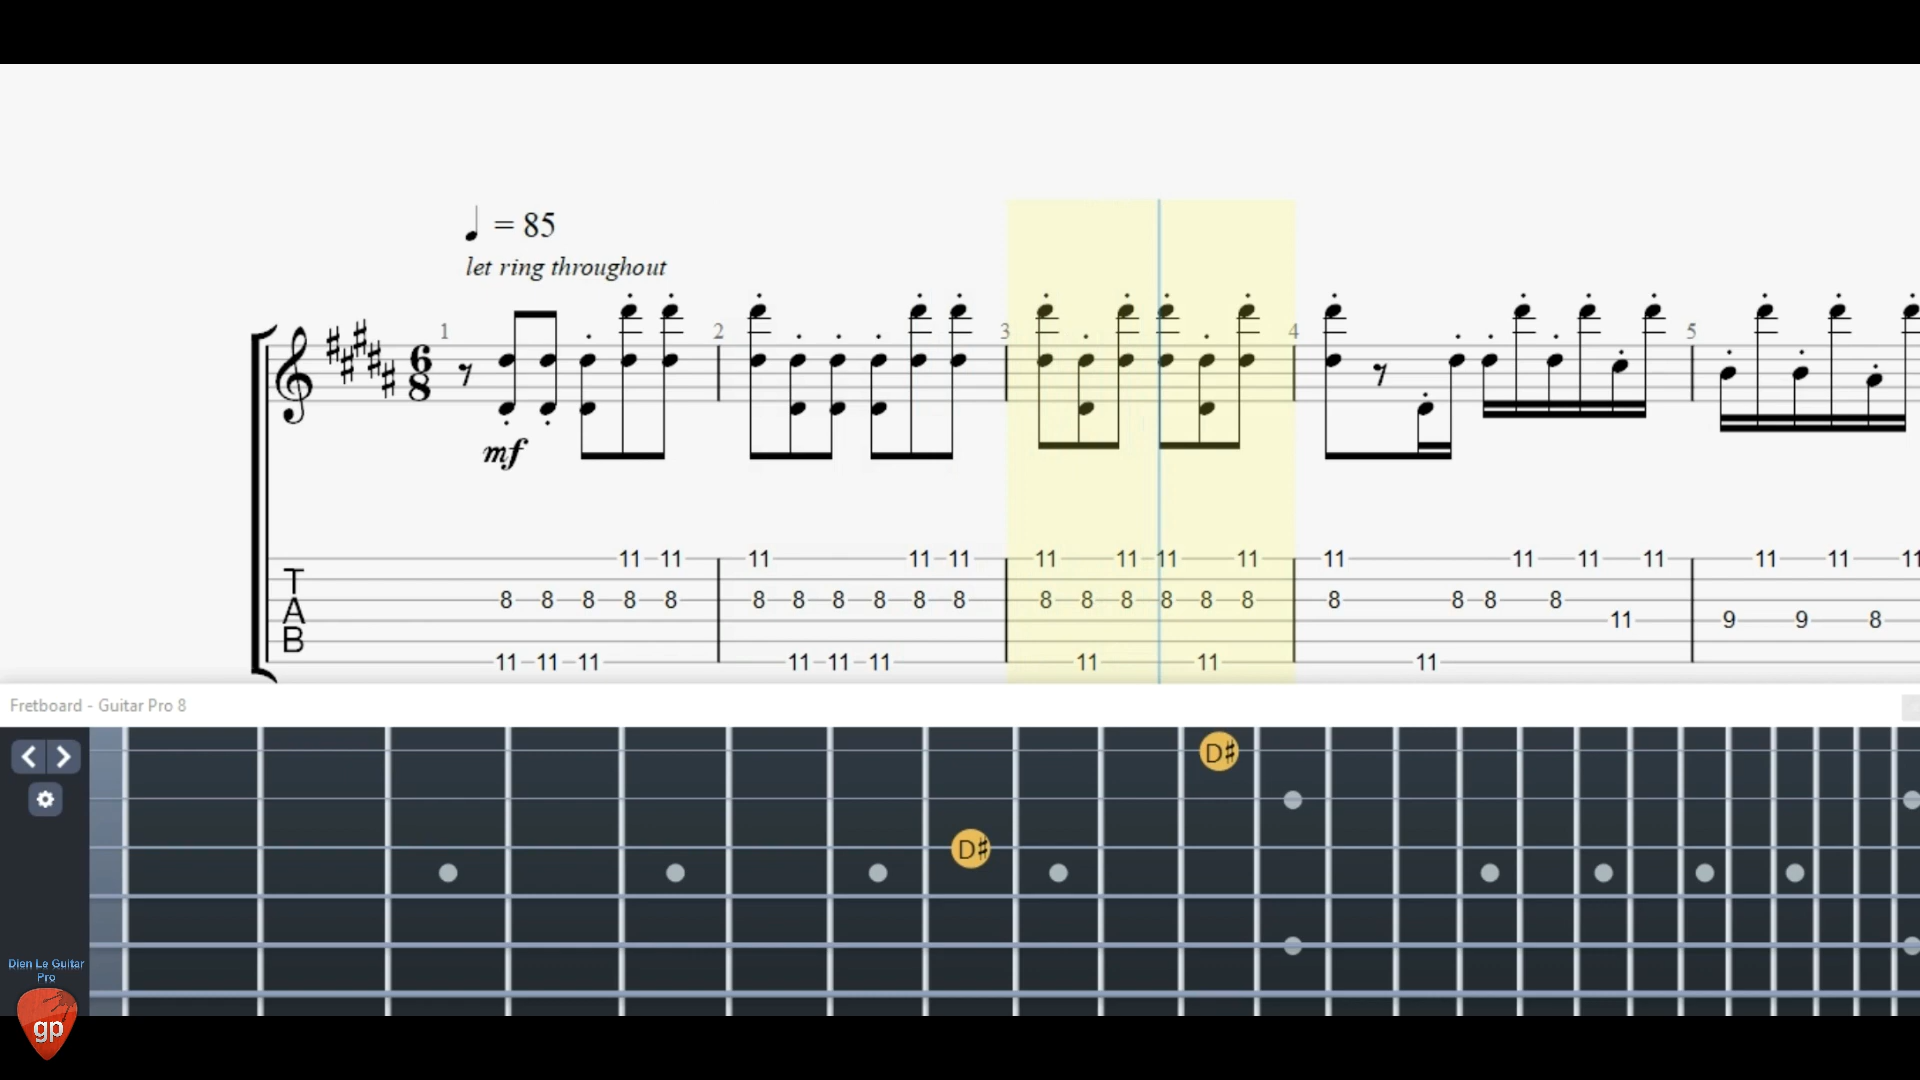 = 85
let ring throughout
1 2 3 4 5
6
8
mf
11 11 11 11 11 11 11 11 11 11 11 11 11 11 11 11 11
T
A
B
8 8 8 8 8 8 8 8 8 8 8 8 8 8 8 8 8 8 8 8 8
11 9 9 8
11 11 11 11 11 11 11 11 11
Fretboard - Guitar Pro 8
D#
D#
Dien Le Guitar
Pro
gp